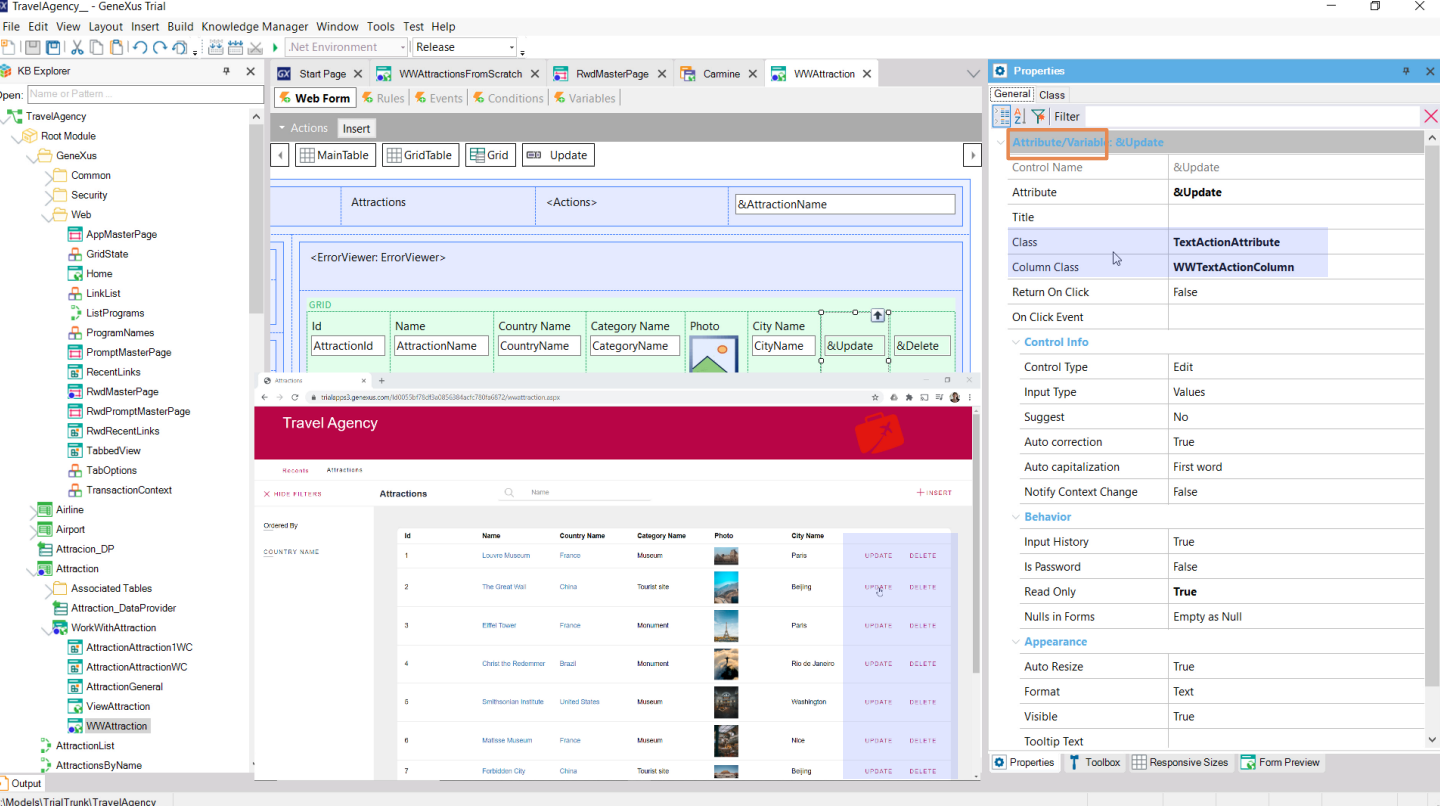 TravelAgency__ - GeneXus Trial
File Edit View Layout Insert Build Knowledge Manager Window Tools Test Help
.Net Environment Release
KB Explorer
Open: Name or Pattern ...
TravelAgency
Root Module
GeneXus
Common
Security
Web
AppMasterPage
GridState
Home
LinkList
ListPrograms
ProgramNames
PromptMasterPage
RecentLinks
RwdMasterPage
RwdPromptMasterPage
RwdRecentLinks
TabbedView
TabOptions
TransactionContext
Airline
Airport
Attracion_DP
Attraction
Associated Tables
Attraction_DataProvider
WorkWithAttraction
AttractionAttraction1WC
AttractionAttractionWC
AttractionGeneral
ViewAttraction
WWAttraction
AttractionList
AttractionsByName
Output
:\Models\TrialTrunk\TravelAgency
GX Start Page WWAttractionsFromScratch RwdMasterPage Carmine WWAttraction
Web Form Rules Events Conditions Variables
Actions Insert
MainTable GridTable Grid Update
Attractions <Actions> &AttractionName
<ErrorViewer: ErrorViewer>
GRID
Id Name Country Name Category Name Photo City Name
AttractionId AttractionName CountryName CategoryName CityName &Update &Delete
Attractions
trialapps3.genexus.com/Id0055bf78df3a0856384acfc780fa6872/wwattraction.aspx
Travel Agency
Recents Attractions
HIDE FILTERS Attractions Name INSERT
Ordered By
COUNTRY NAME
Id Name Country Name Category Name Photo City Name
1 Louvre Museum France Museum Paris UPDATE DELETE
2 The Great Wall China Tourist site Beijing UPDATE DELETE
3 Eiffel Tower France Monument Paris UPDATE DELETE
4 Christ the Redemmer Brazil Monument Rio de Janeiro UPDATE DELETE
5 Smithsonian Institute United States Museum Washington UPDATE DELETE
6 Matisse Museum France Museum Nice UPDATE DELETE
7 Forbidden City China Tourist site Beijing UPDATE DELETE
Properties
General Class
Filter
Attribute/Variable: &Update
Control Name &Update
Attribute &Update
Title
Class TextActionAttribute
Column Class WWTextActionColumn
Return On Click False
On Click Event
Control Info
Control Type Edit
Input Type Values
Suggest No
Auto correction True
Auto capitalization First word
Notify Context Change False
Behavior
Input History True
Is Password False
Read Only True
Nulls in Forms Empty as Null
Appearance
Auto Resize True
Format Text
Visible True
Tooltip Text
Properties Toolbox Responsive Sizes Form Preview